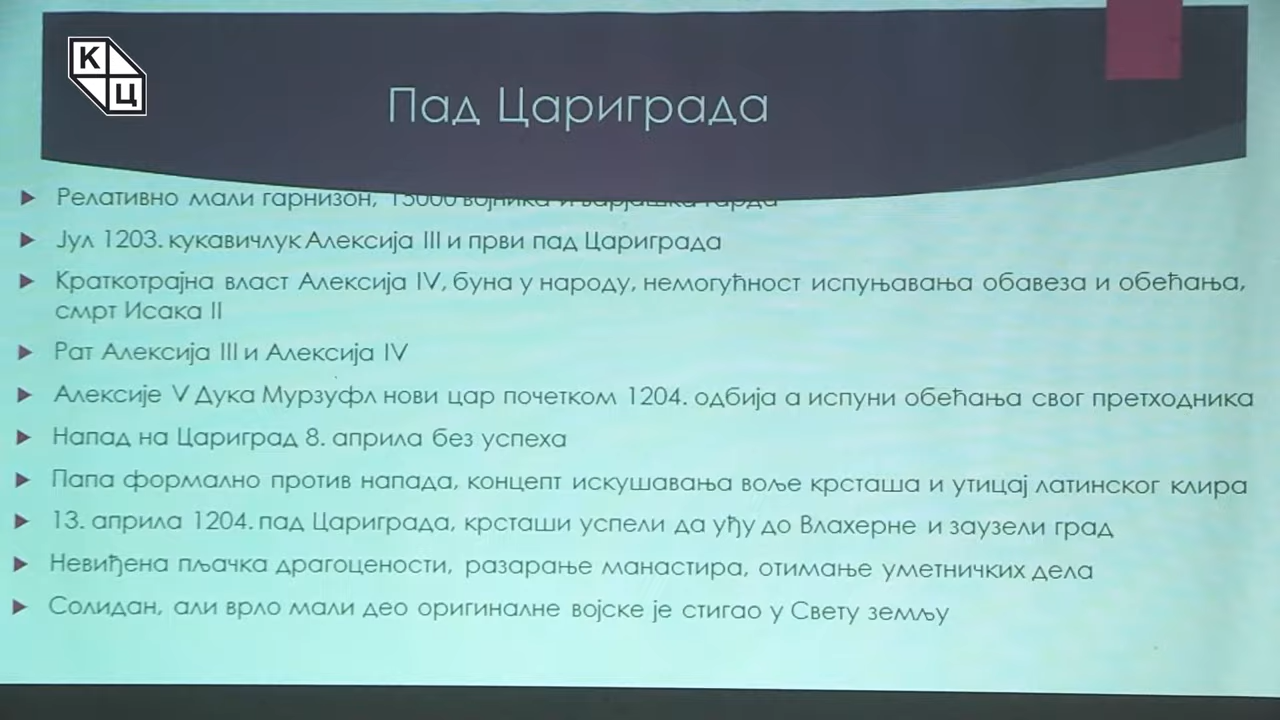 К
Ц
Пад Цариграда
Релативно мали гарнизон, 15000 војника и варјашка гарда
Јул 1203. кукавичлук Алексија III и први пад Цариграда
Краткотрајна власт Алексија IV, буна у народу, немогућност испуњавања обавеза и обећања,
смрт Исака II
Рат Алексија III и Алексија IV
Алексије V Дука Мурзуфл нови цар почетком 1204. одбија а испуни обећања свог претходника
Напад на Цариград 8. априла без успеха
Папа формално против напада, концепт искушавања воље крсташа и утицај латинског клира
13. априла 1204. пад Цариграда, крсташи успели да уђу до Влахерне и заузели град
Невиђена пљачка драгоцености, разарање манастира, отимање уметничких дела
Солидан, али врло мали део оригиналне војске је стигао у Свету земљу